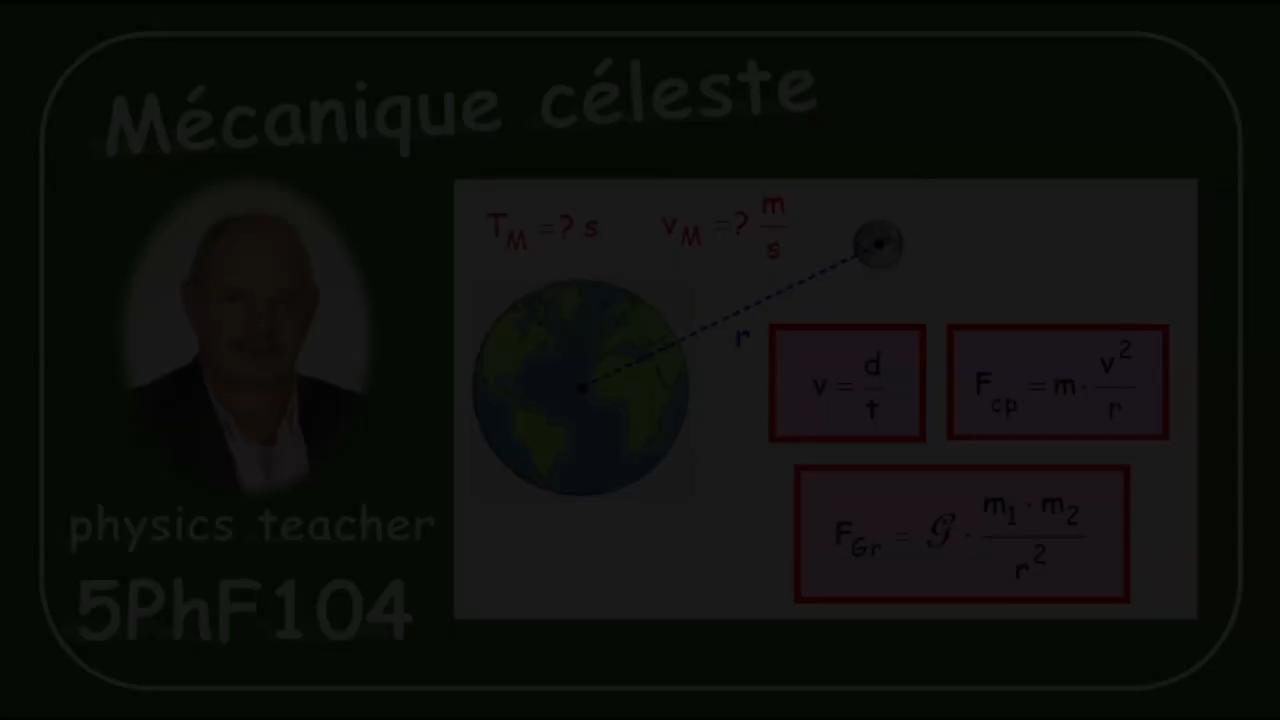 Mécanique céleste
T_M = ? s v_M = ? m/s
r
v = d/t F_cp = m · v²/r
F_Gr = 𝒢 · m₁ · m₂/r²
physics teacher
5PhF104